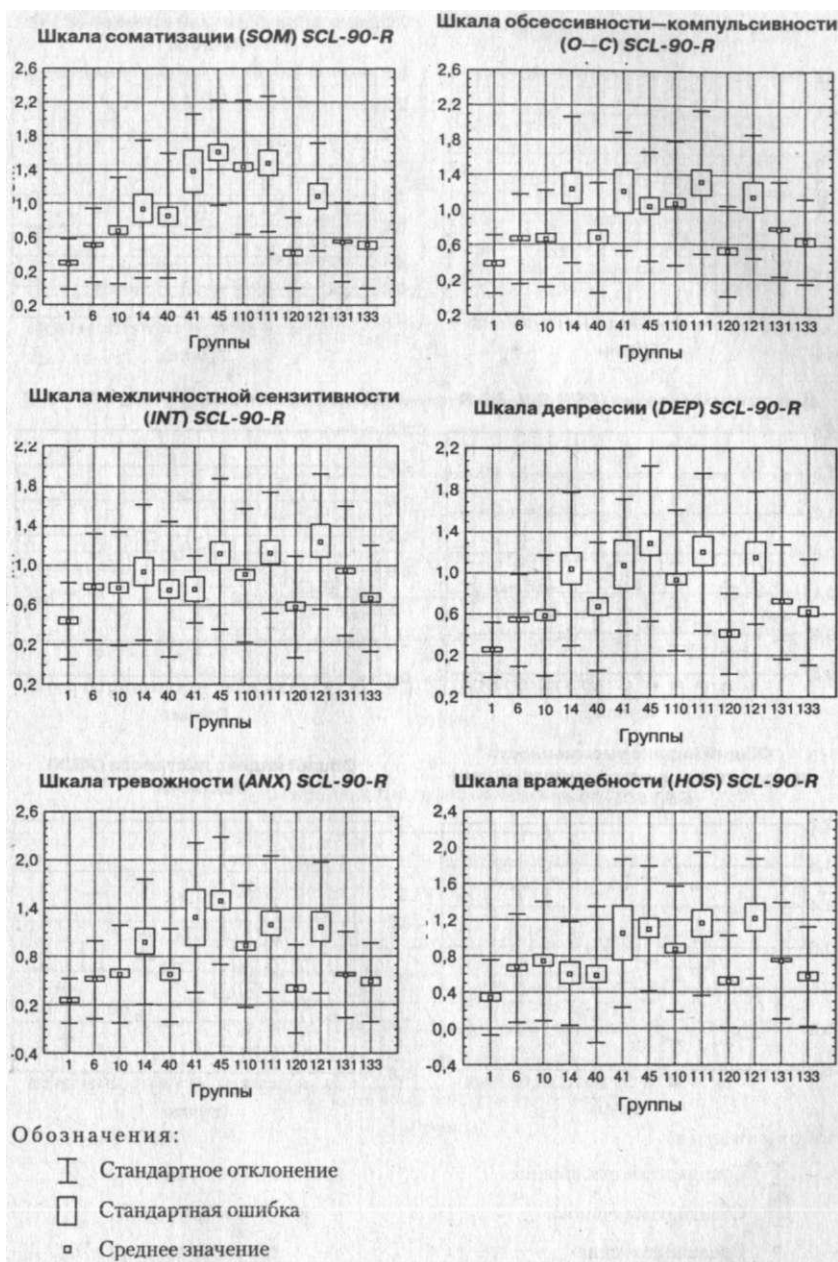 Шкала соматизации (SOM) SCL-90-R
2,6
2,2
1,8
1,4
1,0
0,6
0,2
0,2
1 6 10 14 40 41 45 110 111 120 121 131 133
Группы
Шкала обсессивности—компульсивности
(О—С) SCL-90-R
2,6
2,2
1,8
1,4
1,0
0,6
0,2
0,2
1 6 10 14 40 41 45 110 111 120 121 131 133
Группы
Шкала межличностной сензитивности
(INT) SCL-90-R
2,2
1,8
1,4
1,0
0,6
0,2
0,2
1 6 10 14 40 41 45 110 111 120 121 131 133
Группы
Шкала депрессии (DEP) SCL-90-R
2,2
1,8
1,4
1,0
0,6
0,2
0,2
1 6 10 14 40 41 45 110 111 120 121 131 133
Группы
Шкала тревожности (ANX) SCL-90-R
2,6
2,0
1,4
0,8
0,2
-0,4
1 6 10 14 40 41 45 110 111 120 121 131 133
Группы
Шкала враждебности (HOS) SCL-90-R
2,4
2,0
1,6
1,2
0,8
0,4
0,0
-0,4
1 6 10 14 40 41 45 110 111 120 121 131 133
Группы
Обозначения:
Стандартное отклонение
Стандартная ошибка
Среднее значение